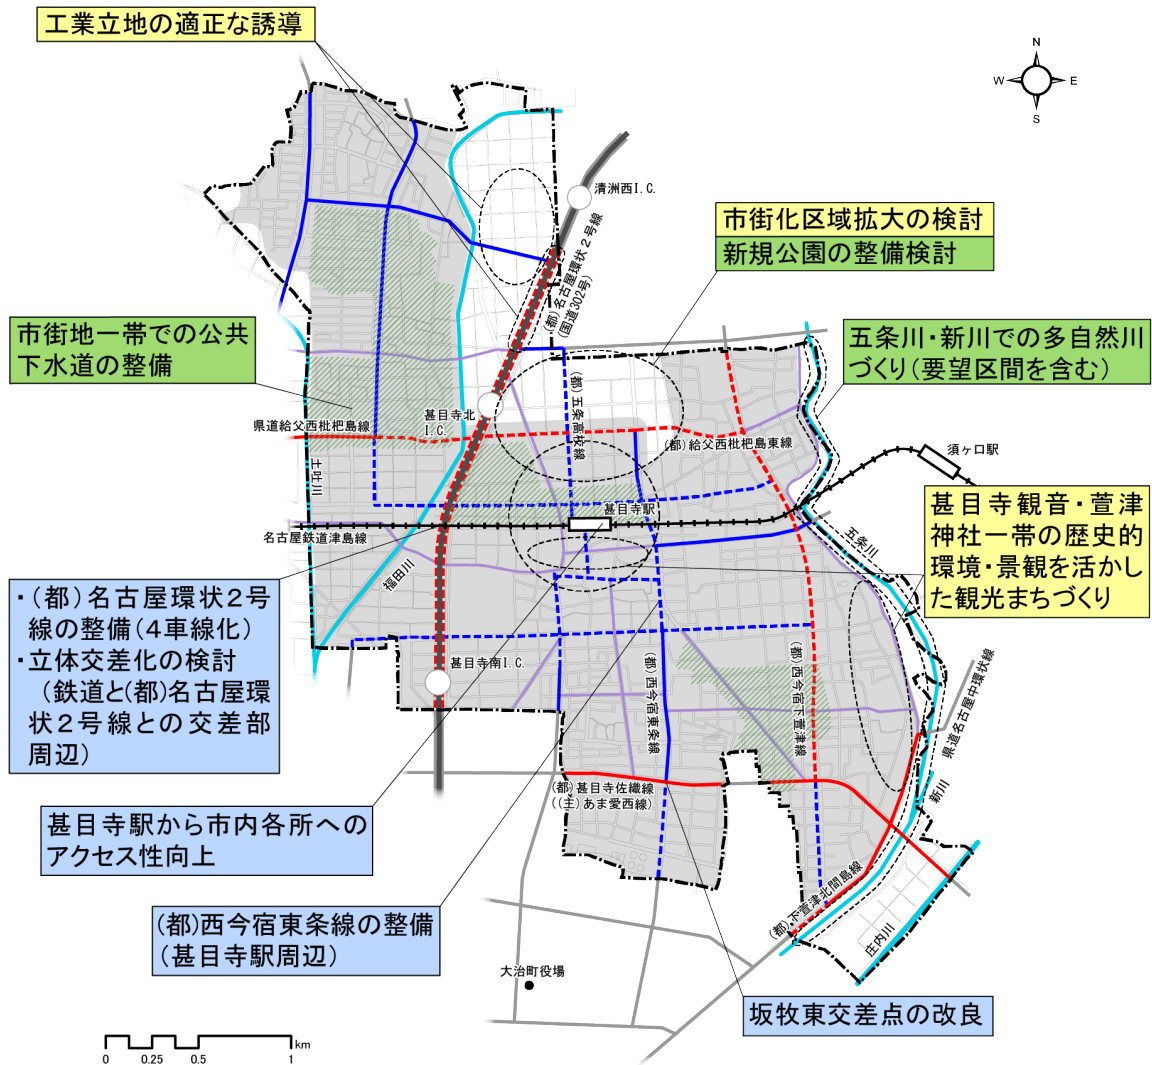 工業立地の適正な誘導
N
W
E
S
清洲西I.C.
(都)名古屋環状２号線
(国道302号)
市街化区域拡大の検討
新規公園の整備検討
市街地一帯での公共
下水道の整備
五条川・新川での多自然川
づくり(要望区間を含む)
甚目寺北
I.C.
県道給父西枇杷島線
(都)五条高校線
(都)給父西枇杷島東線
須ヶ口駅
土吐川
甚目寺駅
名古屋鉄道津島線
甚目寺観音・萱津
神社一帯の歴史的
環境・景観を活かし
た観光まちづくり
五条川
福田川
・(都)名古屋環状２号
線の整備(４車線化)
・立体交差化の検討
(鉄道と(都)名古屋環
状２号線との交差部
周辺)
甚目寺南I.C.
(都)西今宿東条線
(都)西今宿下萱津線
県道名古屋中環状線
(都)甚目寺佐織線
((主)あま愛西線)
新川
甚目寺駅から市内各所への
アクセス性向上
(都)下萱津北間島線
庄内川
(都)西今宿東条線の整備
(甚目寺駅周辺)
大治町役場
坂牧東交差点の改良
km
0
0.25
0.5
1